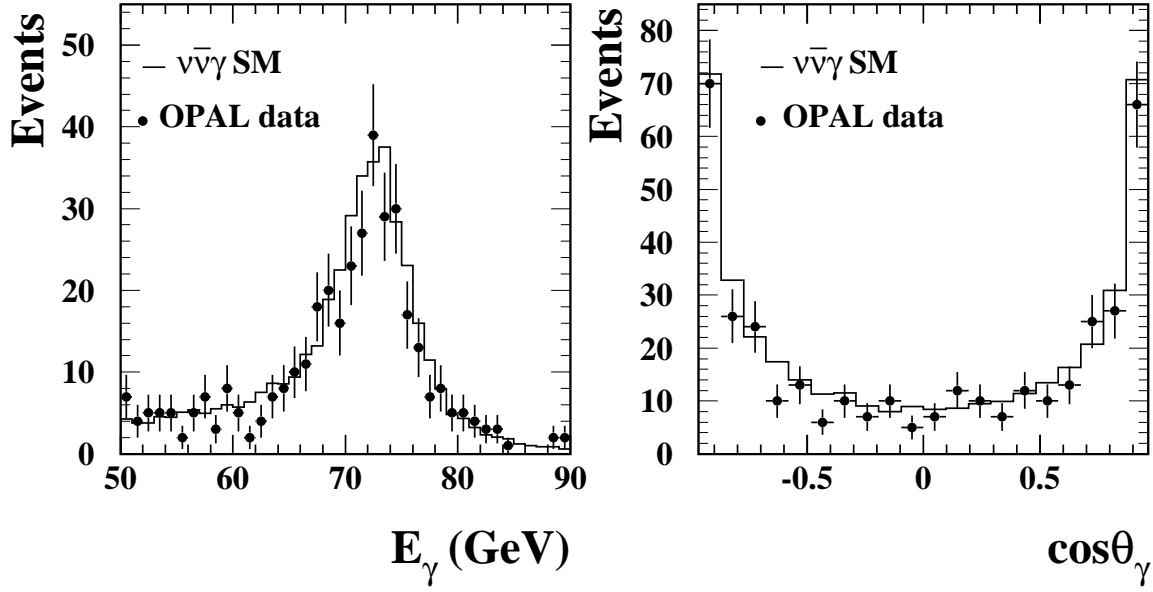 Events
50
40
30
20
10
0
— νν̄γ SM
● OPAL data
50 60 70 80 90
E_γ (GeV)
Events
80
70
60
50
40
30
20
10
0
— νν̄γ SM
● OPAL data
-0.5 0 0.5
cosθ_γ